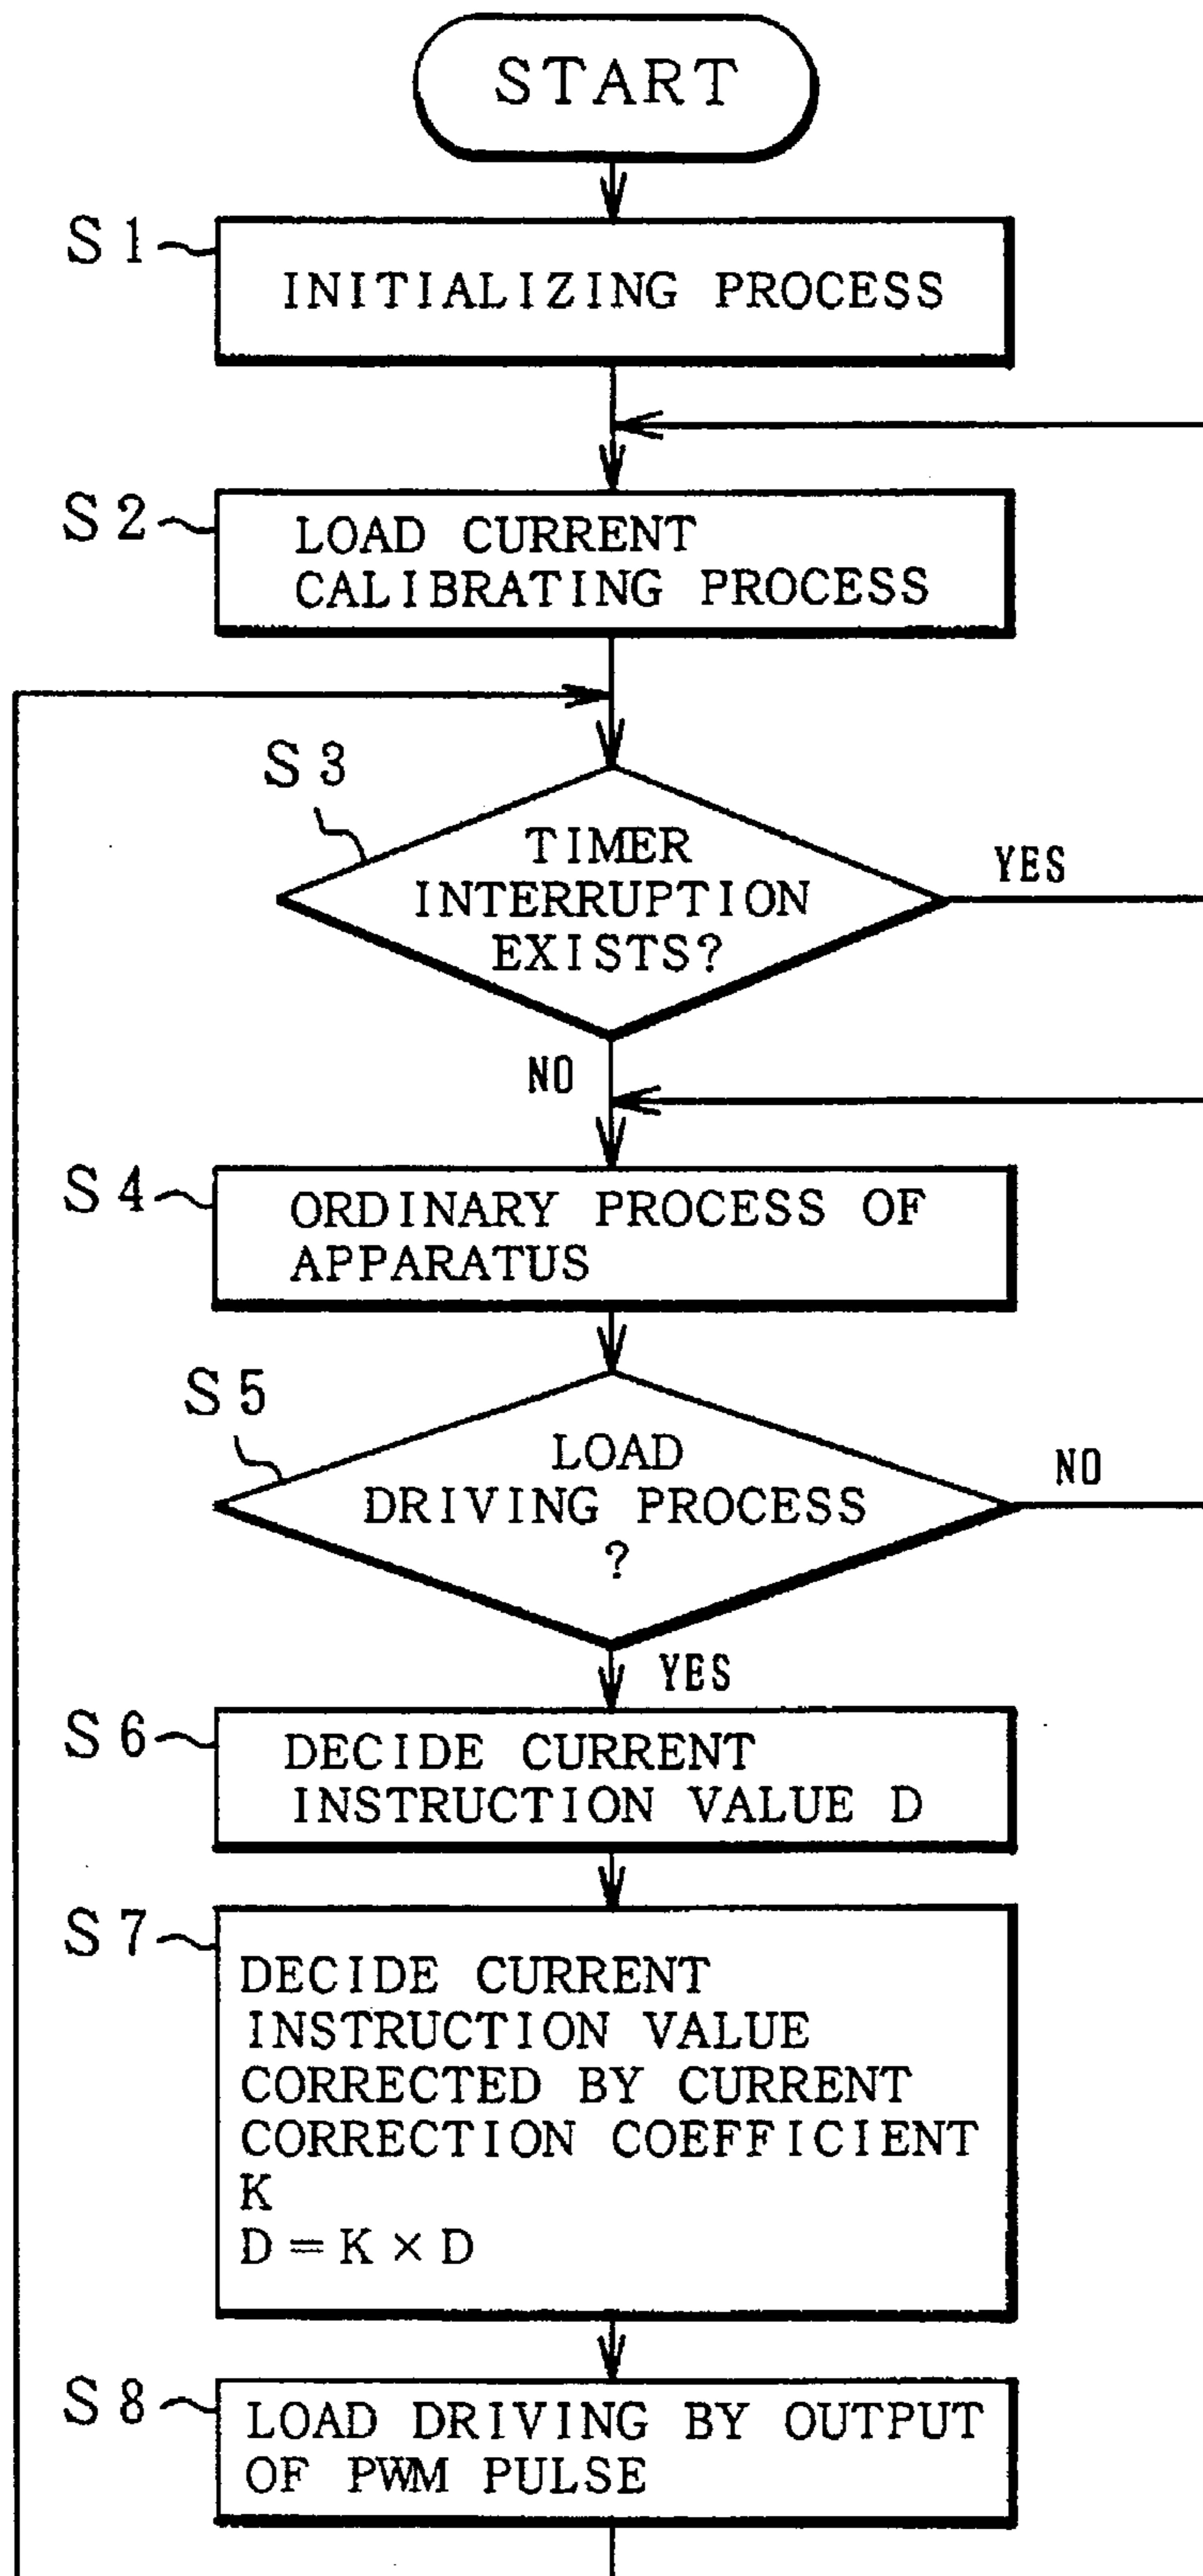 START
S1
INITIALIZING PROCESS
S2
LOAD CURRENT
CALIBRATING PROCESS
S3
TIMER
INTERRUPTION
EXISTS?
YES
NO
S4
ORDINARY PROCESS OF
APPARATUS
S5
LOAD
DRIVING PROCESS
?
NO
YES
S6
DECIDE CURRENT
INSTRUCTION VALUE D
S7
DECIDE CURRENT
INSTRUCTION VALUE
CORRECTED BY CURRENT
CORRECTION COEFFICIENT
K
D = K × D
S8
LOAD DRIVING BY OUTPUT
OF PWM PULSE